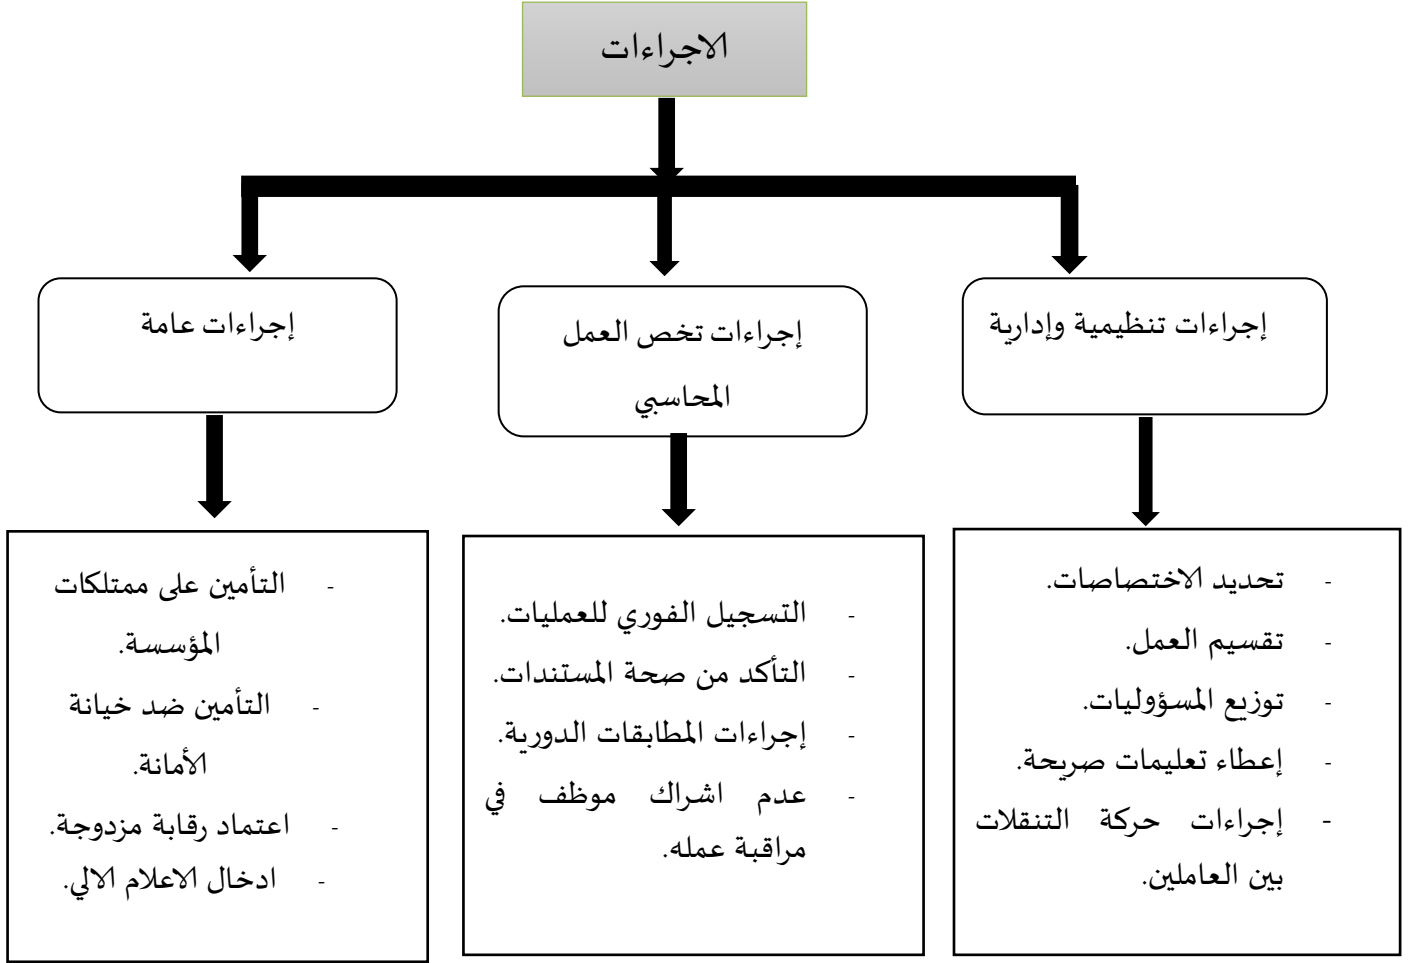 الاجراءات
إجراءات تنظيمية وإدارية
إجراءات تخص العمل
المحاسبي
إجراءات عامة
- تحديد الاختصاصات.
- تقسيم العمل.
- توزيع المسؤوليات.
- إعطاء تعليمات صريحة.
- إجراءات حركة التنقلات
بين العاملين.
- التسجيل الفوري للعمليات.
- التأكد من صحة المستندات.
- إجراءات المطابقات الدورية.
- عدم اشراك موظف في
مراقبة عمله.
- التأمين على ممتلكات
المؤسسة.
- التأمين ضد خيانة
الأمانة.
- اعتماد رقابة مزدوجة.
- ادخال الاعلام الالي.